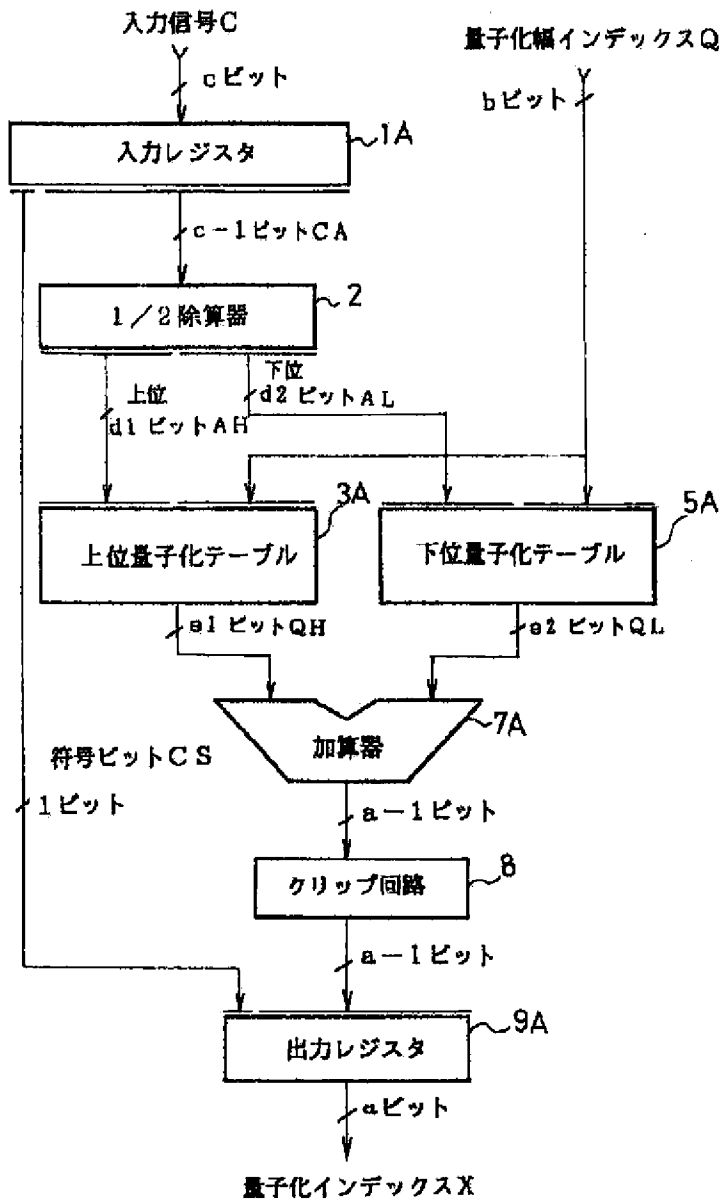 入力信号C
量子化幅インデックスQ
cビット
bビット
1A
入力レジスタ
c-1ビットCA
2
1/2除算器
上位
d1ビットAH
下位
d2ビットAL
3A
上位量子化テーブル
5A
下位量子化テーブル
a1ビットQH
a2ビットQL
7A
加算器
符号ビットCS
1ビット
a-1ビット
8
クリップ回路
a-1ビット
9A
出力レジスタ
aビット
量子化インデックスX